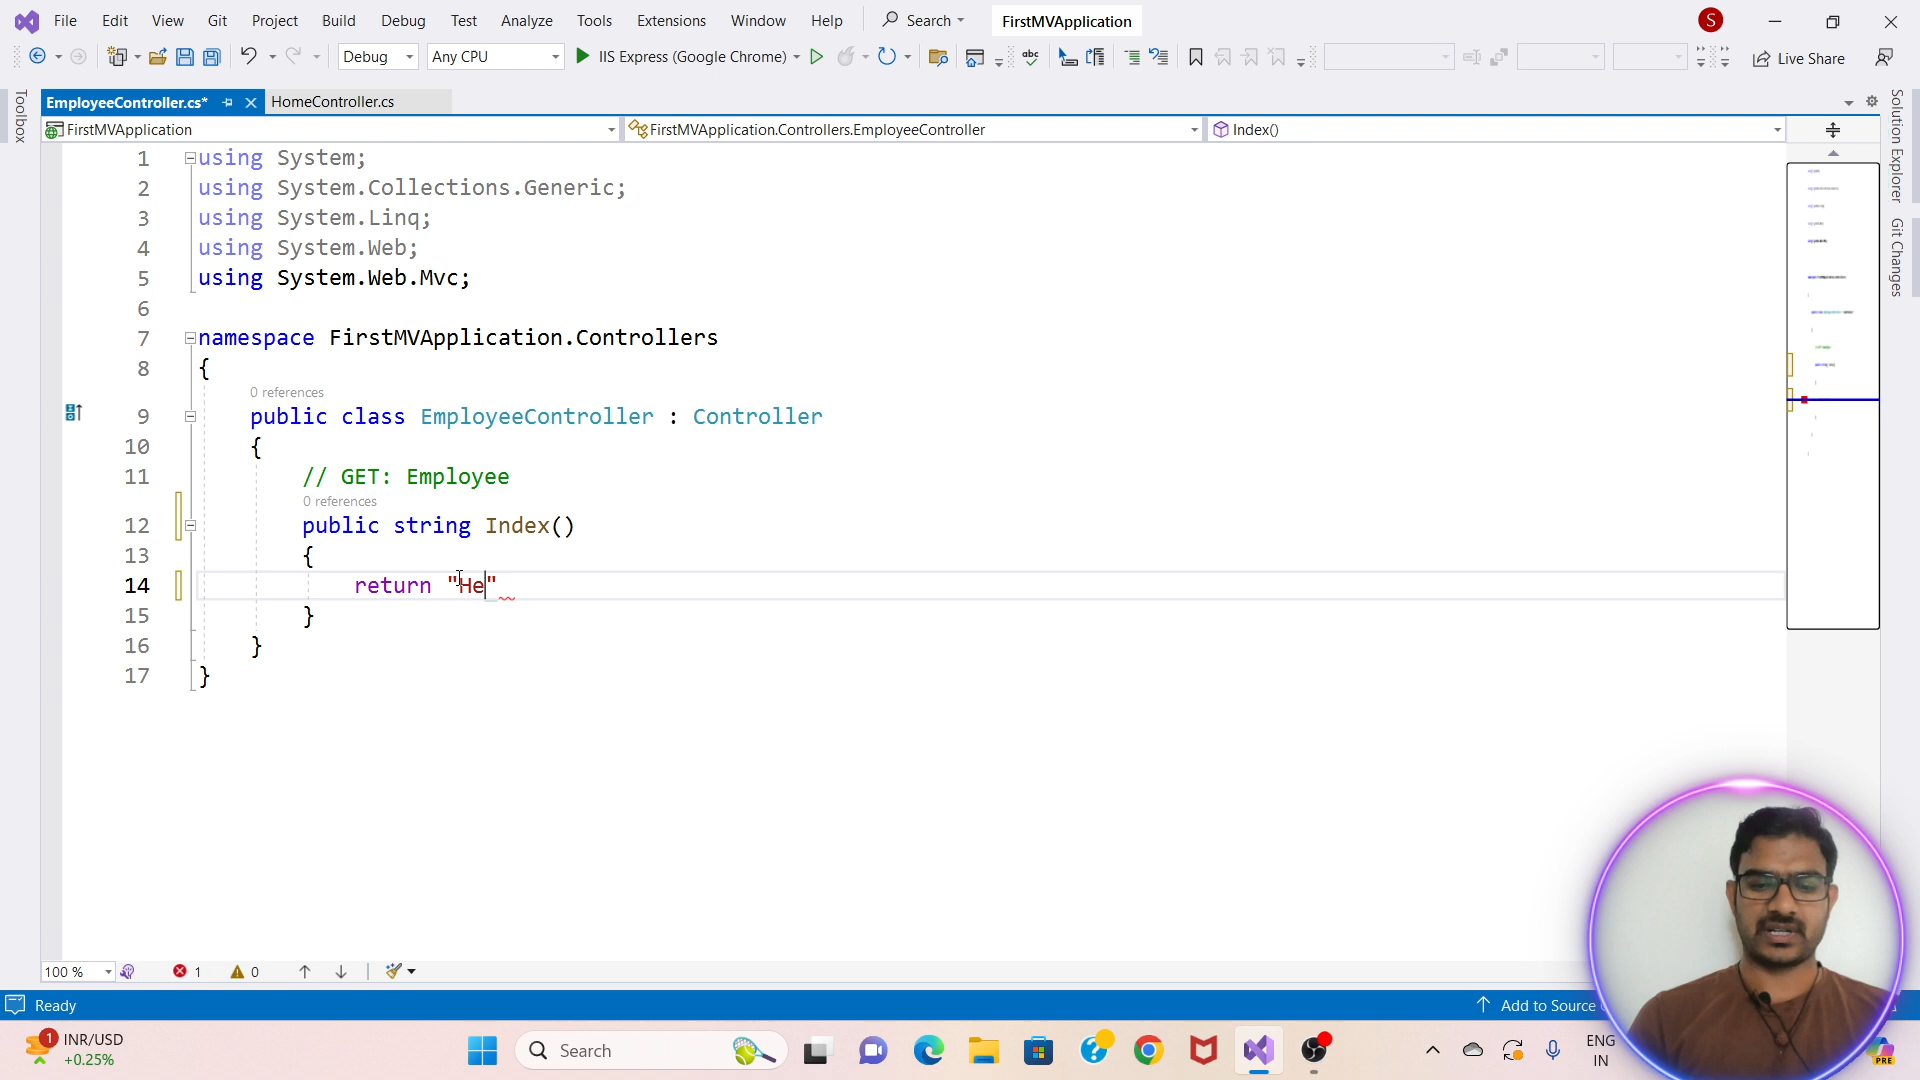 File Edit View Git Project Build Debug Test Analyze Tools Extensions Window Help Search FirstMVApplication S
Debug Any CPU IIS Express (Google Chrome) Live Share
Toolbox
EmployeeController.cs* HomeController.cs
FirstMVApplication FirstMVApplication.Controllers.EmployeeController Index()
Solution Explorer
Git Changes
1 using System;
2 using System.Collections.Generic;
3 using System.Linq;
4 using System.Web;
5 using System.Web.Mvc;
6
7 namespace FirstMVApplication.Controllers
8 {
0 references
9 public class EmployeeController : Controller
10 {
11 // GET: Employee
0 references
12 public string Index()
13 {
14 return "He"
15 }
16 }
17 }
100 % 1 0
Ready Add to Source
1 INR/USD
+0.25%
Search
ENG
IN
PRE